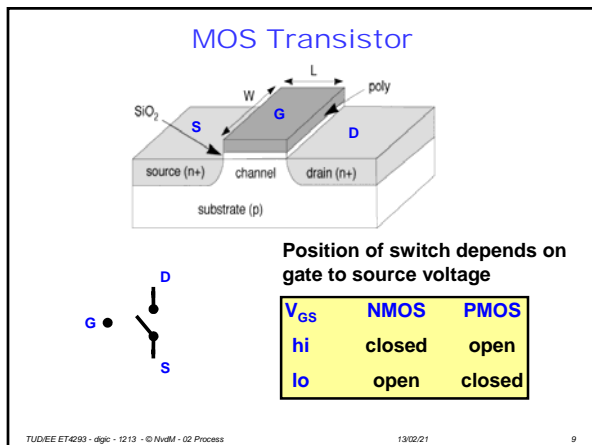 MOS Transistor
L
W
poly
SiO2
G
S
D
source (n+)
channel
drain (n+)
substrate (p)
Position of switch depends on
gate to source voltage
D
G
S
VGS NMOS PMOS
hi closed open
lo open closed
TUD/EE ET4293 - digic - 1213 - © NvdM - 02 Process 13/02/21 9